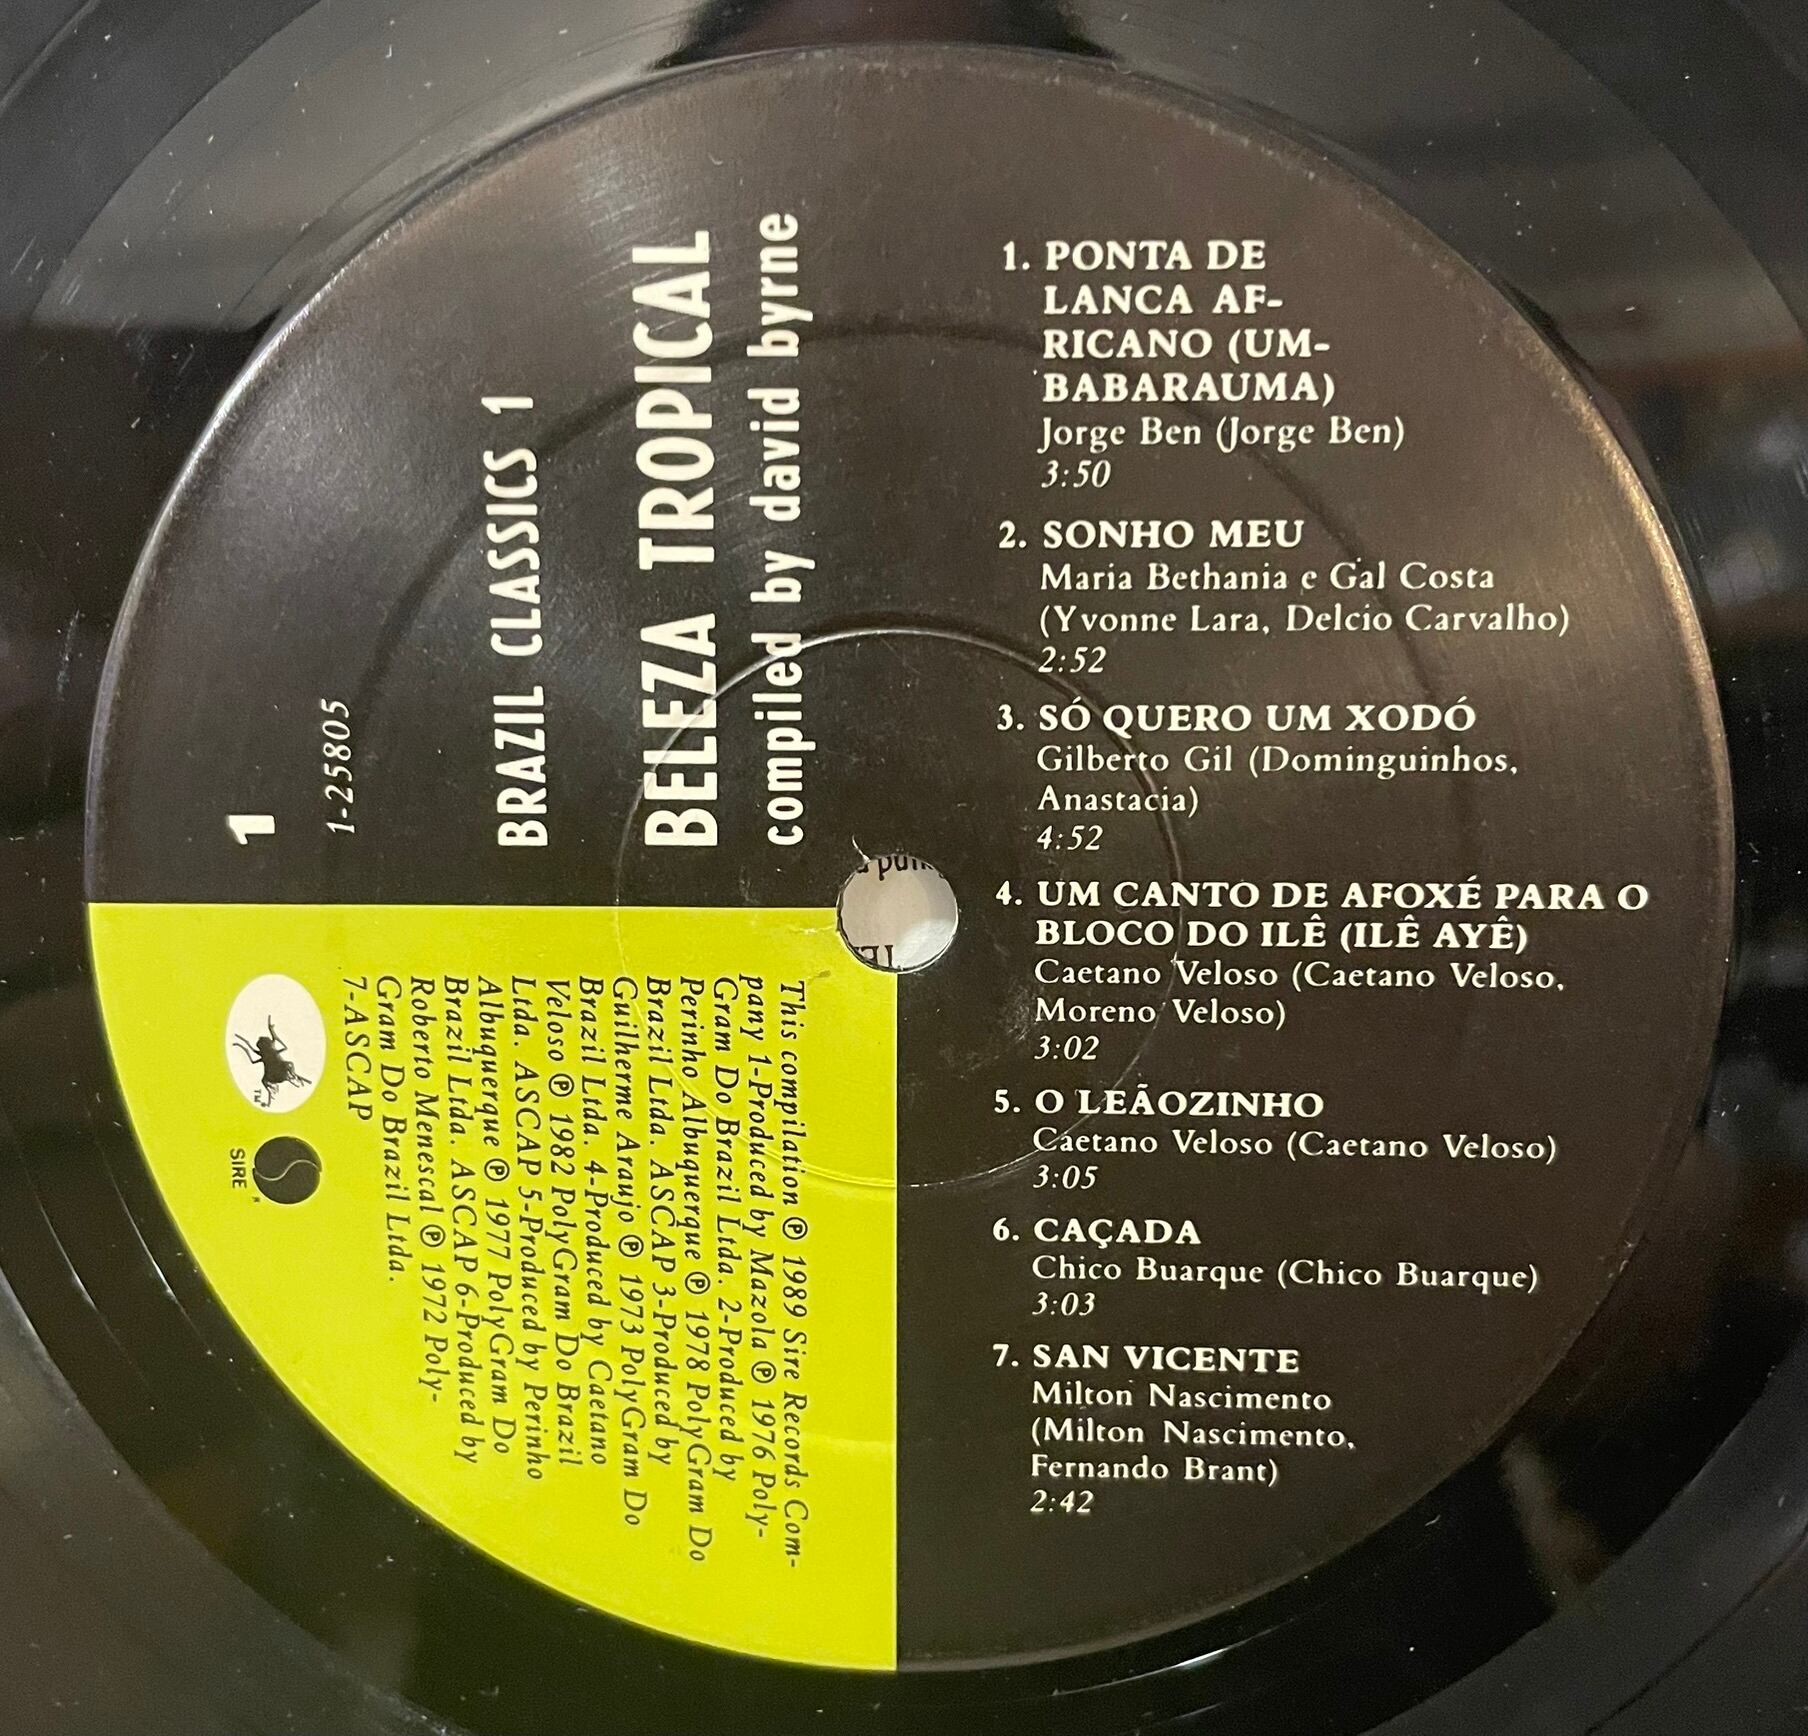 1
1-25805
BRAZIL CLASSICS 1
BELEZA TROPICAL
compiled by david byrne
1. PONTA DE
LANCA AF-
RICANO (UM-
BABARAUMA)
Jorge Ben (Jorge Ben)
3:50
2. SONHO MEU
Maria Bethania e Gal Costa
(Yvonne Lara, Delcio Carvalho)
2:52
3. SÓ QUERO UM XODÓ
Gilberto Gil (Dominguinhos,
Anastacia)
4:52
4. UM CANTO DE AFOXÉ PARA O
BLOCO DO ILÊ (ILÊ AYÊ)
Caetano Veloso (Caetano Veloso,
Moreno Veloso)
3:02
5. O LEÃOZINHO
Caetano Veloso (Caetano Veloso)
3:05
6. CAÇADA
Chico Buarque (Chico Buarque)
3:03
7. SAN VICENTE
Milton Nascimento
(Milton Nascimento,
Fernando Brant)
2:42
This compilation ℗ 1989 Sire Records Com-
pany 1-Produced by Mazola ℗ 1976 Poly-
Gram Do Brazil Ltda. 2-Produced by
Perinho Albuquerque ℗ 1978 PolyGram Do
Brazil Ltda. ASCAP 3-Produced by
Guilherme Araujo ℗ 1973 PolyGram Do
Brazil Ltda. 4-Produced by Caetano
Veloso ℗ 1982 PolyGram Do Brazil
Ltda. ASCAP 5-Produced by Perinho
Albuquerque ℗ 1977 PolyGram Do
Brazil Ltda. ASCAP 6-Produced by
Roberto Menescal ℗ 1972 Poly-
Gram Do Brazil Ltda.
7-ASCAP
TM
SIRE